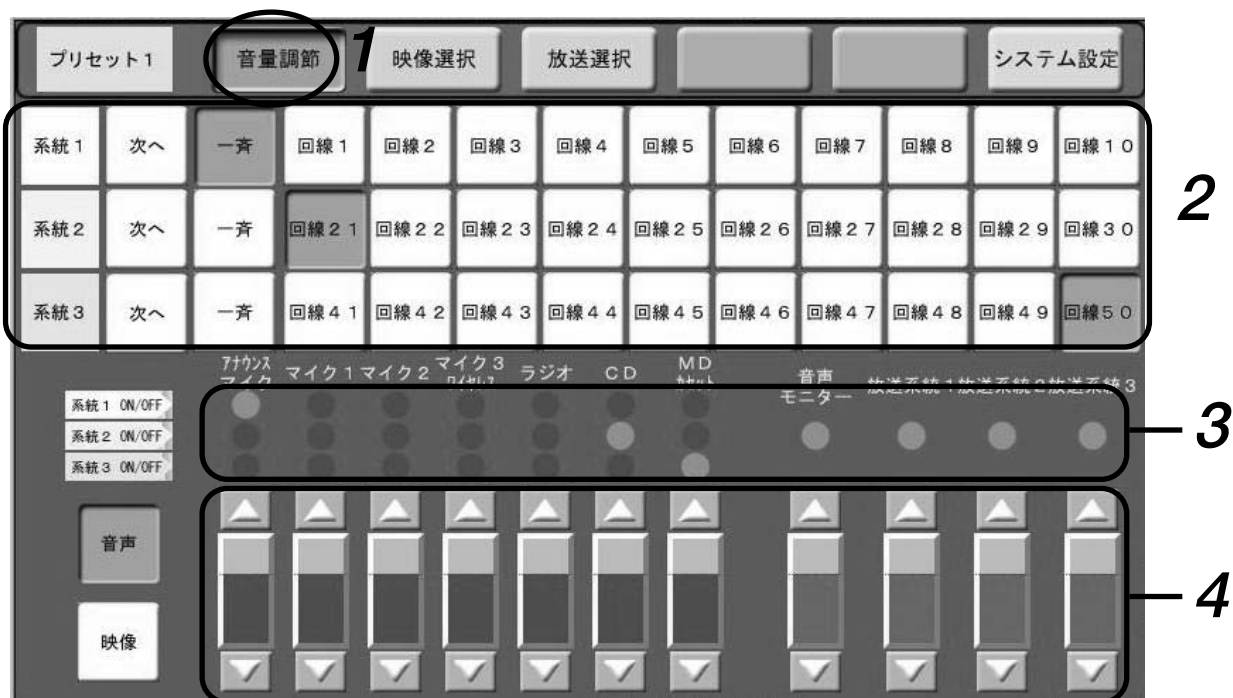 プリセット1 音量調節 1 映像選択 放送選択 システム設定
系統1 次へ 一斉 回線1 回線2 回線3 回線4 回線5 回線6 回線7 回線8 回線9 回線10
2
系統2 次へ 一斉 回線21 回線22 回線23 回線24 回線25 回線26 回線27 回線28 回線29 回線30
系統3 次へ 一斉 回線41 回線42 回線43 回線44 回線45 回線46 回線47 回線48 回線49 回線50
アナウンス マイク3 MD 音声
マイク マイク1 マイク2 ワイヤレス ラジオ CD カセット モニター 放送系統1 放送系統2 放送系統3
系統1 ON/OFF
系統2 ON/OFF
3
系統3 ON/OFF
音声
4
映像